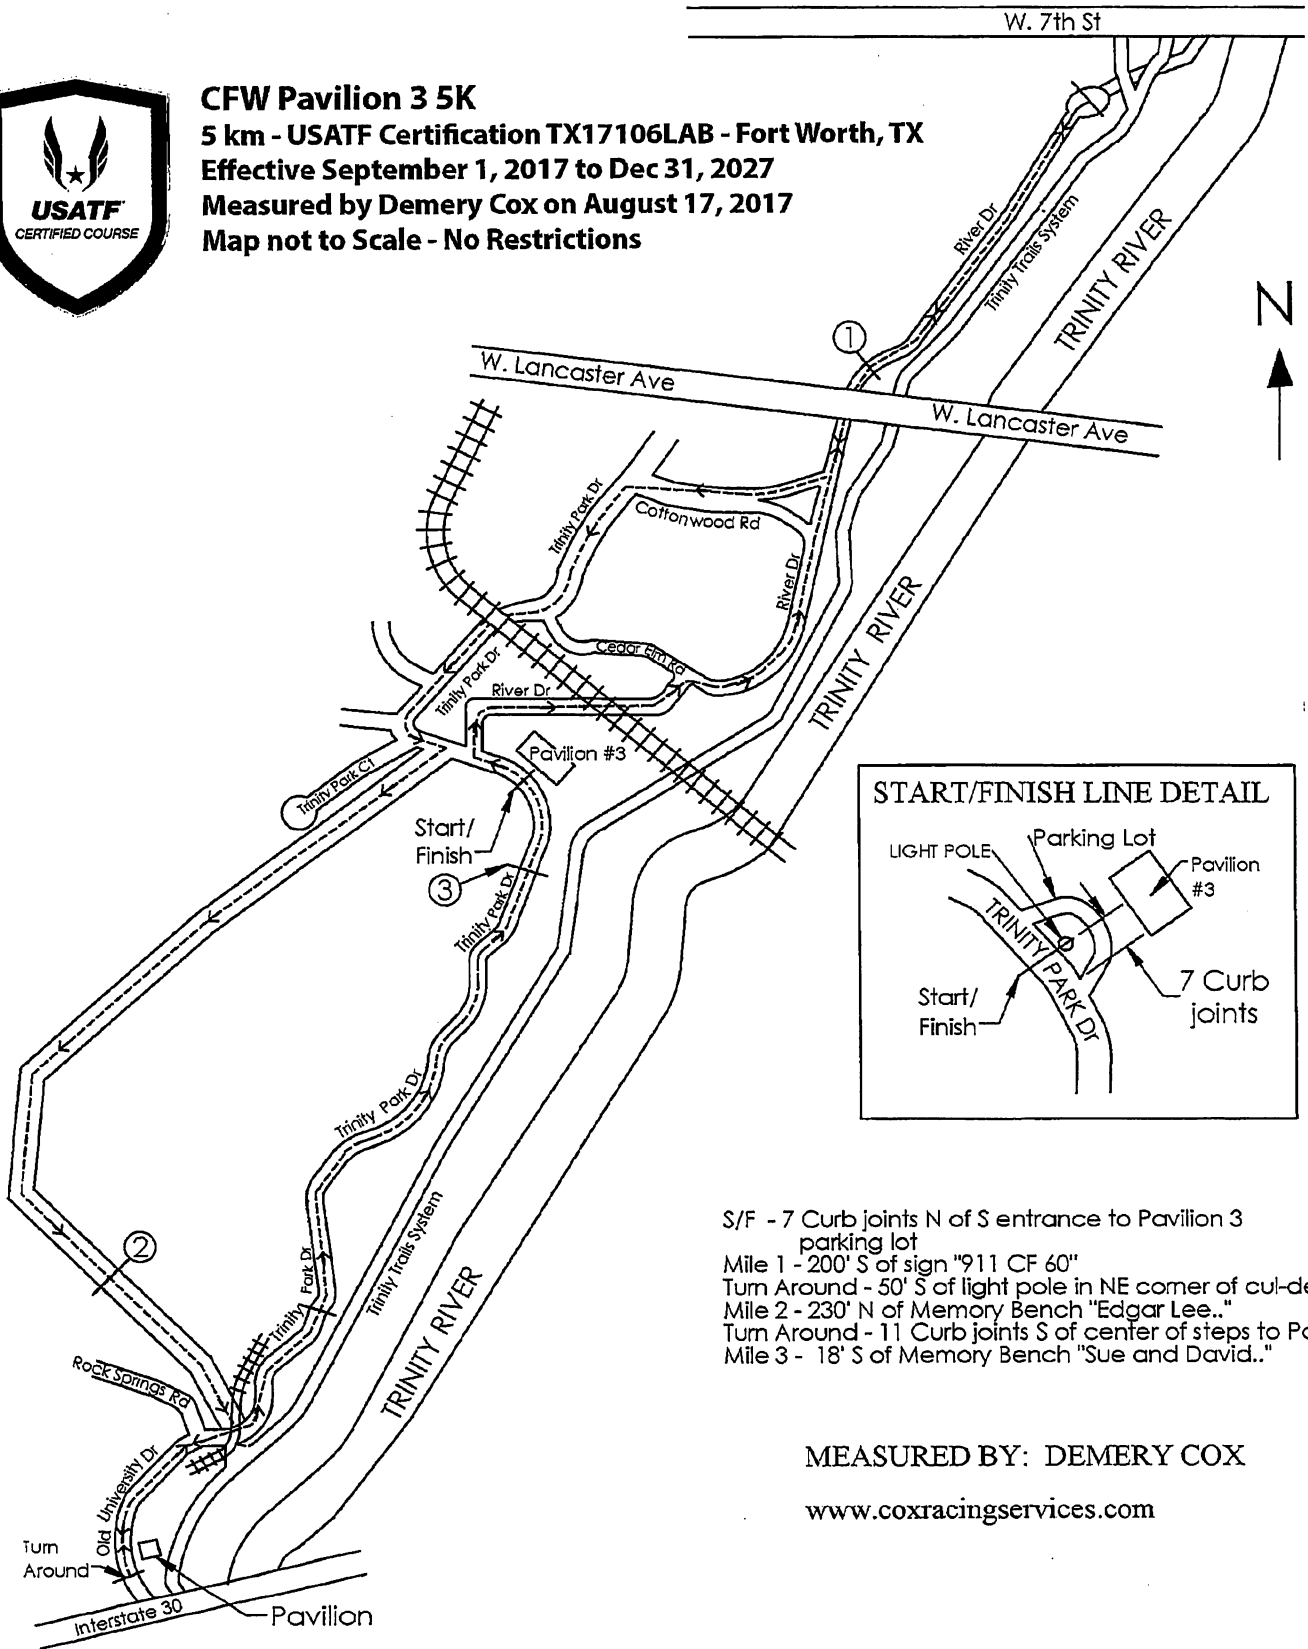 W. 7th St
CFW Pavilion 3 5K
5 km - USATF Certification TX17106LAB - Fort Worth, TX
Effective September 1, 2017 to Dec 31, 2027
Measured by Demery Cox on August 17, 2017
Map not to Scale - No Restrictions
USATF
CERTIFIED COURSE
River Dr
Trinity Trails System
TRINITY RIVER
N
1
W. Lancaster Ave
W. Lancaster Ave
Trinity Park Dr
Cottonwood Rd
River Dr
TRINITY RIVER
Cedar Elm Rd
Trinity Park Dr
River Dr
Pavilion #3
Trinity Park Ct
Start/
Finish
3
Trinity Park Dr
START/FINISH LINE DETAIL
LIGHT POLE
Parking Lot
Pavilion
#3
TRINITY PARK Dr
Start/
Finish
7 Curb
joints
Trinity Park Dr
Trinity Trails System
2
Trinity Park Dr
TRINITY RIVER
Rock Springs Rd
Old University Dr
Turn
Around
Interstate 30
Pavilion
S/F - 7 Curb joints N of S entrance to Pavilion 3
parking lot
Mile 1 - 200' S of sign "911 CF 60"
Turn Around - 50' S of light pole in NE corner of cul-de
Mile 2 - 230' N of Memory Bench "Edgar Lee.."
Turn Around - 11 Curb joints S of center of steps to Pa
Mile 3 - 18' S of Memory Bench "Sue and David.."
MEASURED BY: DEMERY COX
www.coxracingservices.com